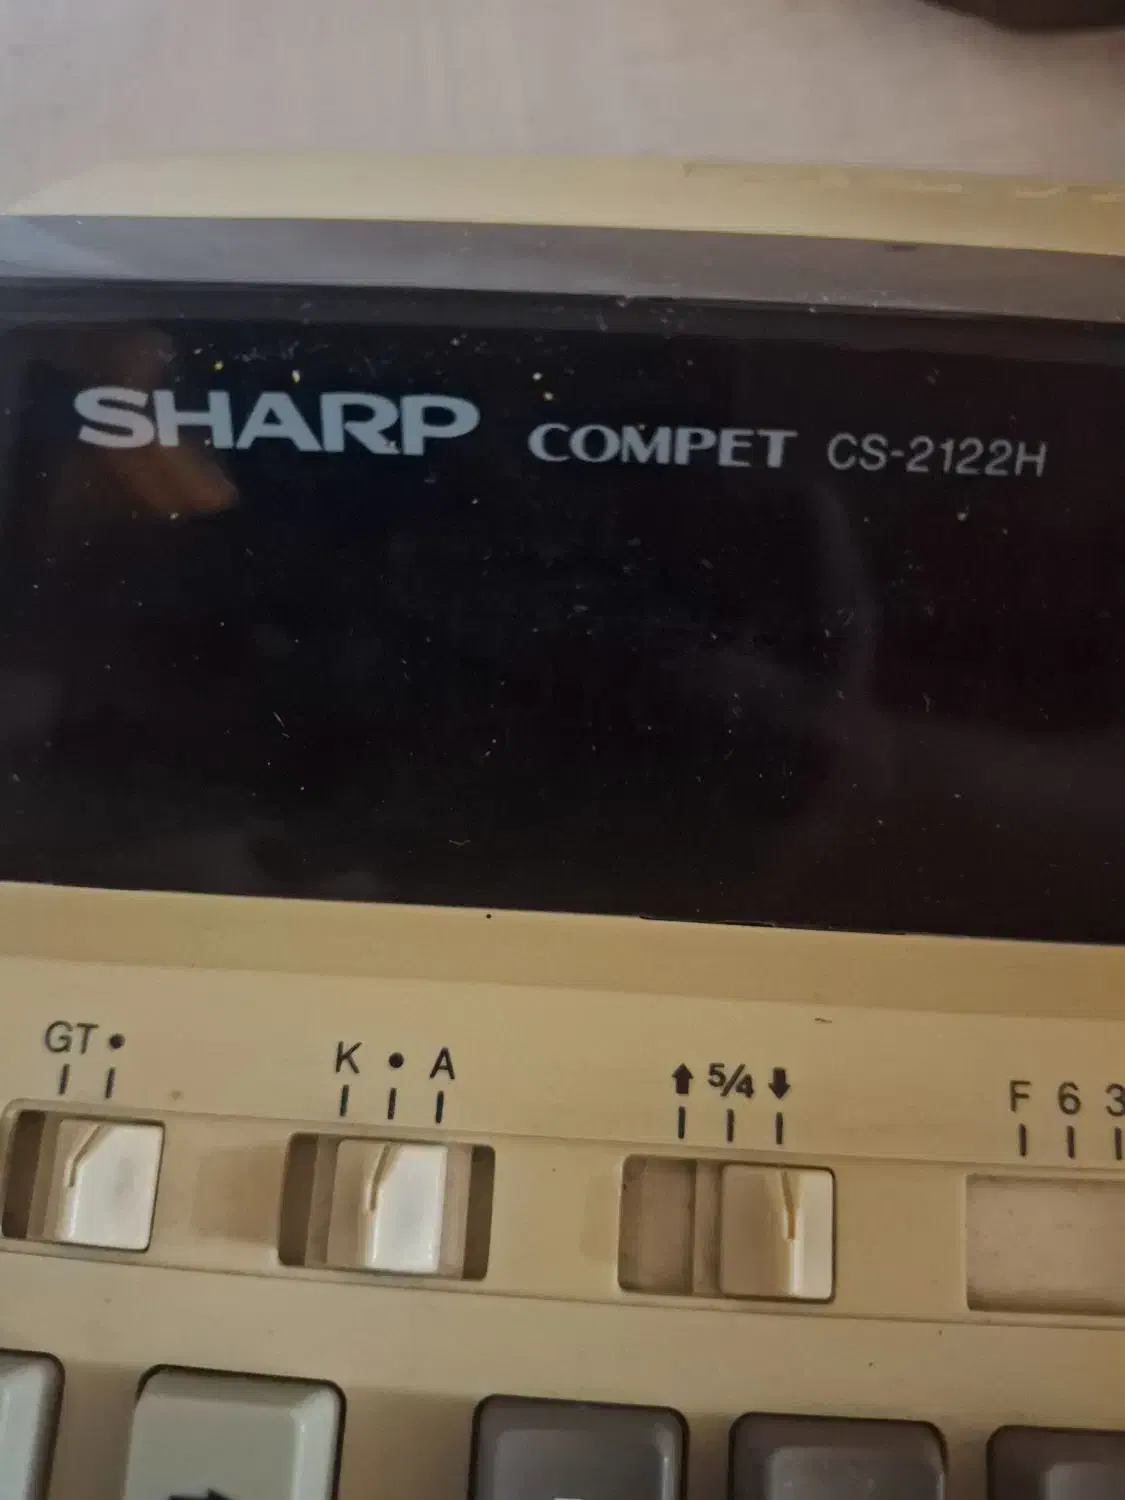 SHARP COMPET CS-2122H
GT • K • A ⬆ 5/4 ⬇ F 6 3